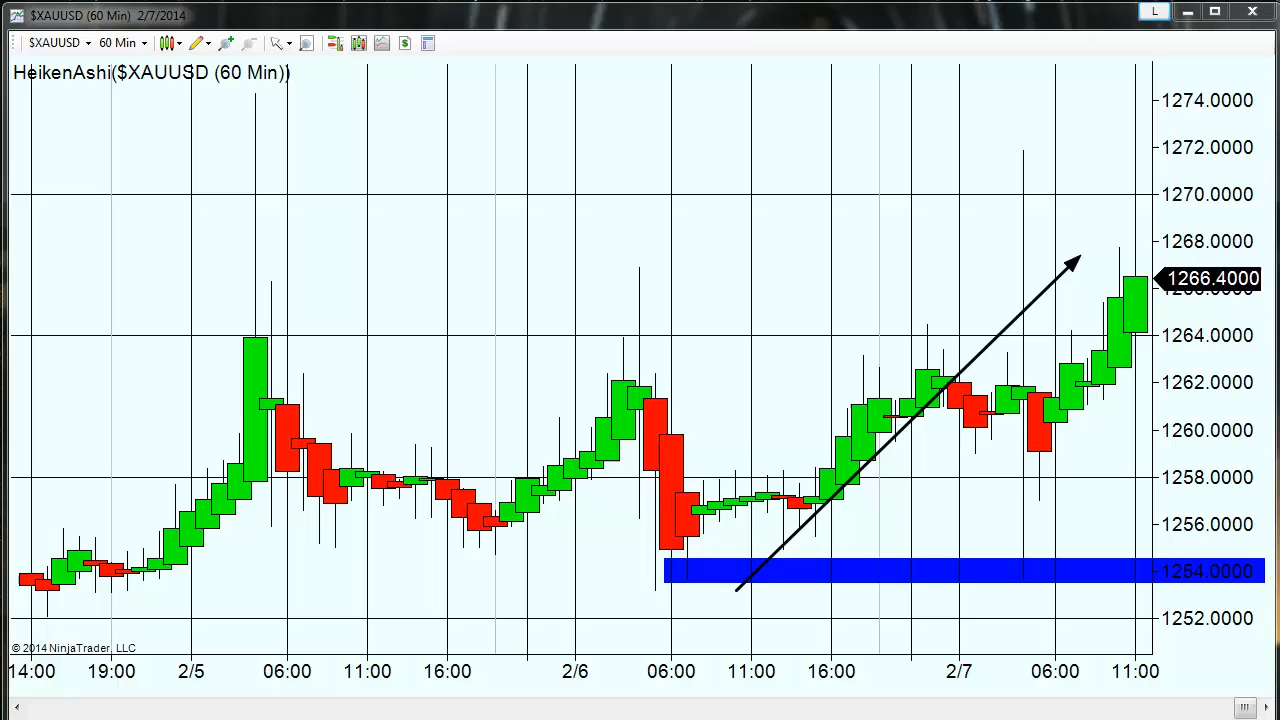 $XAUUSD (60 Min) 2/7/2014
L
$XAUUSD 60 Min
$
HeikenAshi($XAUUSD (60 Min))
1274.0000
1272.0000
1270.0000
1268.0000
1266.4000
1264.0000
1262.0000
1260.0000
1258.0000
1256.0000
1254.0000
1252.0000
© 2014 NinjaTrader, LLC
14:00 19:00 2/5 06:00 11:00 16:00 2/6 06:00 11:00 16:00 2/7 06:00 11:00